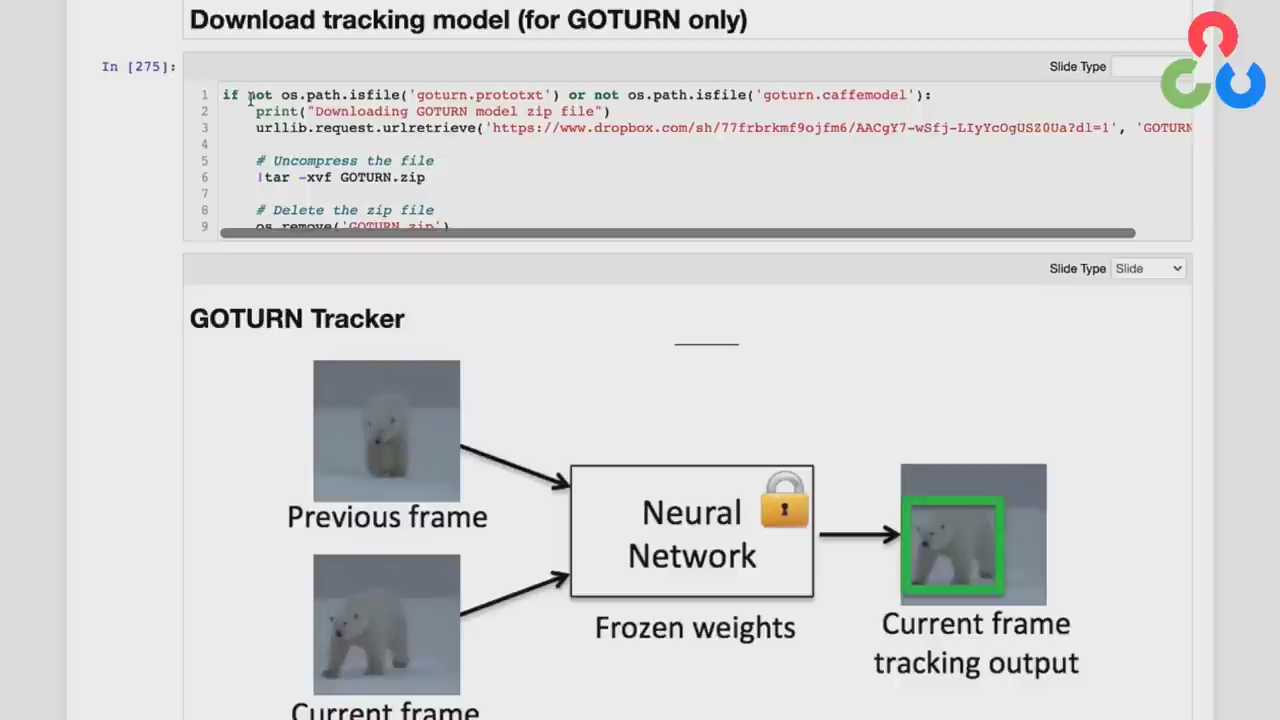 Download tracking model (for GOTURN only)
In [275]:
Slide Type
1 if not os.path.isfile('goturn.prototxt') or not os.path.isfile('goturn.caffemodel'):
2 print("Downloading GOTURN model zip file")
3 urllib.request.urlretrieve('https://www.dropbox.com/sh/77frbrkmf9ojfm6/AACgY7-wSfj-LIyYcOgUSZ0Ua?dl=1', 'GOTURN
4
5 # Uncompress the file
6 !tar -xvf GOTURN.zip
7
8 # Delete the zip file
9 os.remove('GOTURN.zip')
Slide Type Slide
GOTURN Tracker
Previous frame
Neural
Network
Frozen weights
Current frame
tracking output
Current frame